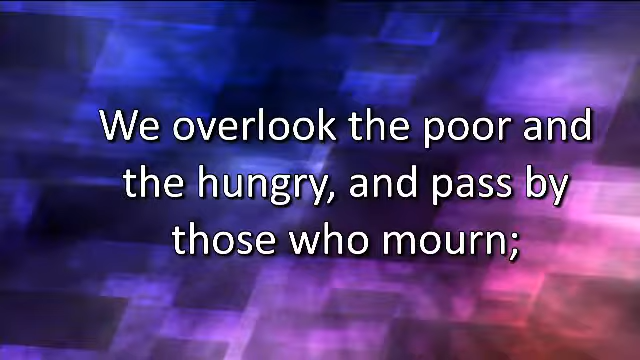 We overlook the poor and
the hungry, and pass by
those who mourn;